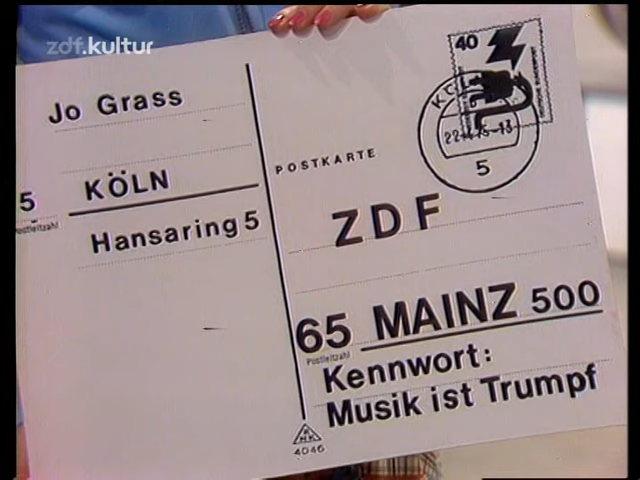 zdf.kultur
Jo Grass
5 KÖLN
Postleitzahl
Hansaring 5
POSTKARTE
40
5
ZDF
65 MAINZ 500
Postleitzahl
Kennwort:
Musik ist Trumpf
4046